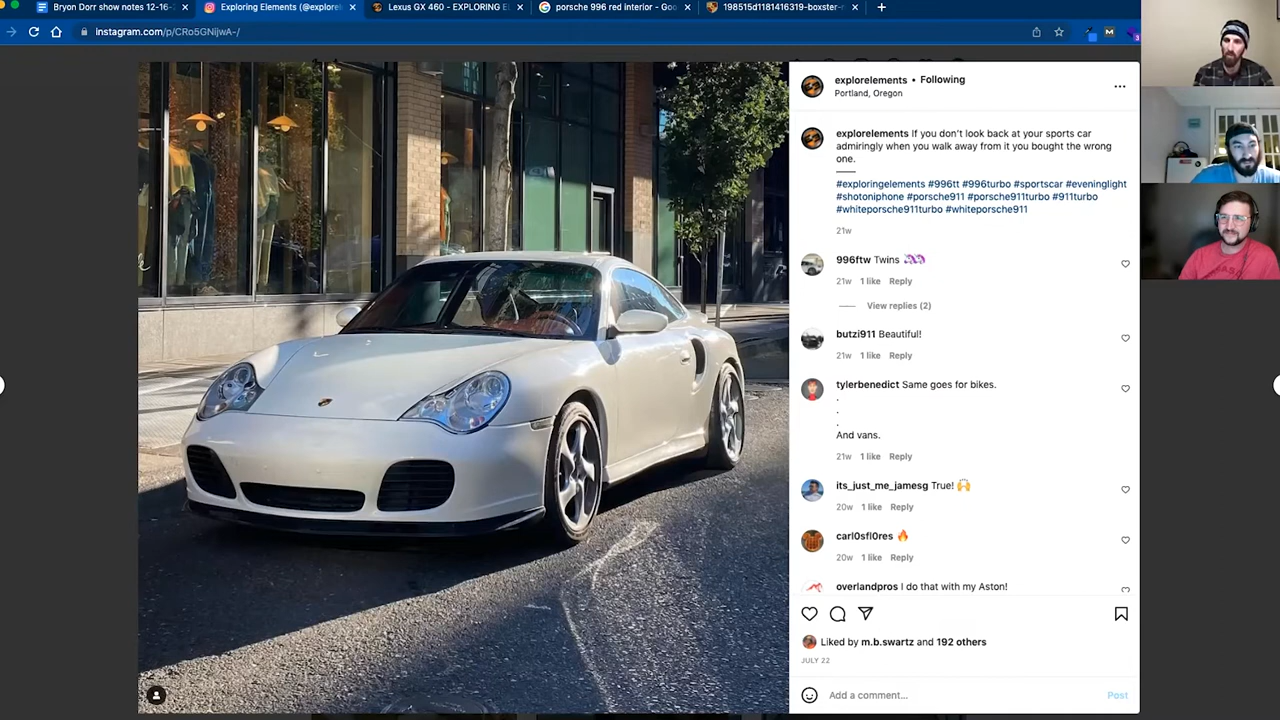 Bryon Dorr show notes 12-16-
Exploring Elements (@explorel
Lexus GX 460 - EXPLORING E
porsche 996 red interior - Goo
198515d1181416319-boxster-r
instagram.com/p/CRo5GNijwA-/
explorelements • Following
Portland, Oregon
explorelements If you don't look back at your sports car
admiringly when you walk away from it you bought the wrong
one.
#exploringelements #996tt #996turbo #sportscar #eveninglight
#shotoniphone #porsche911 #porsche911turbo #911turbo
#whiteporsche911turbo #whiteporsche911
21w
996ftw Twins 🦄🦄
21w 1 like Reply
View replies (2)
butzi911 Beautiful!
21w 1 like Reply
tylerbenedict Same goes for bikes.
.
.
.
And vans.
21w 1 like Reply
its_just_me_jamesg True! 🙌
20w 1 like Reply
carl0sfl0res 🔥
20w 1 like Reply
overlandpros I do that with my Aston!
Liked by m.b.swartz and 192 others
JULY 22
Add a comment...
Post